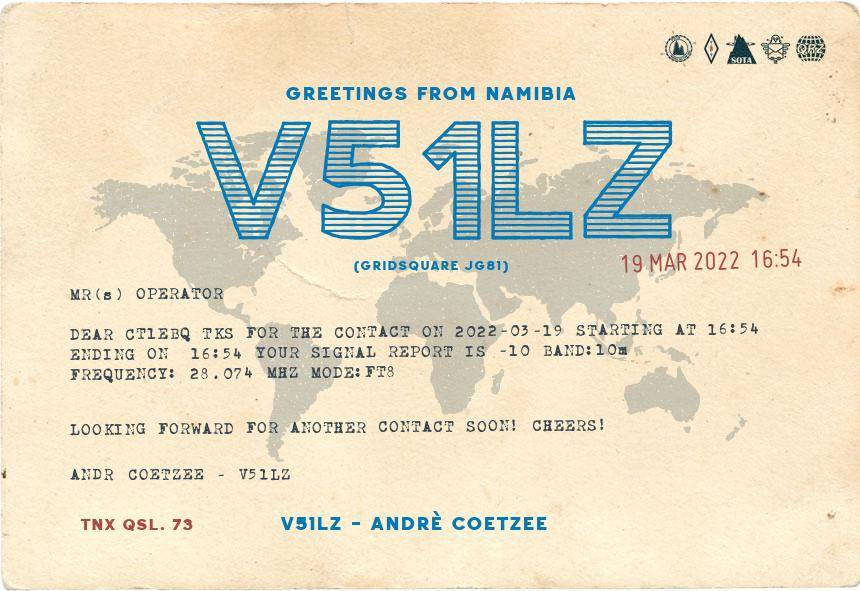 SOTA
QRZ
GREETINGS FROM NAMIBIA
V51LZ
(GRIDSQUARE JG81)
19 MAR 2022 16:54
MR(s) OPERATOR
DEAR CT1EBQ TKS FOR THE CONTACT ON 2022-03-19 STARTING AT 16:54
ENDING ON 16:54 YOUR SIGNAL REPORT IS -10 BAND:10m
FREQUENCY: 28.074 MHZ MODE:FT8
LOOKING FORWARD FOR ANOTHER CONTACT SOON! CHEERS!
ANDR COETZEE - V51LZ
TNX QSL. 73
V51LZ - ANDRÈ COETZEE